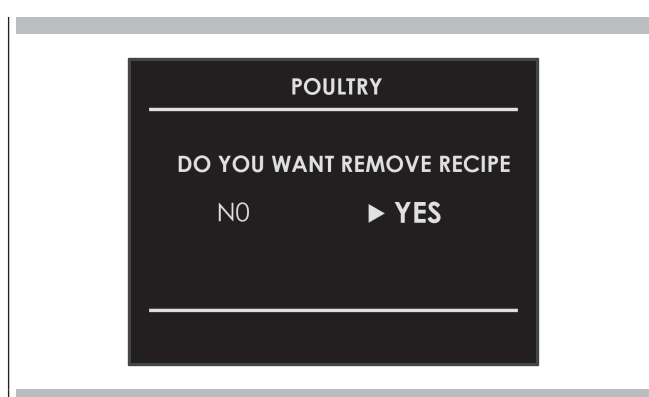 POULTRY
DO YOU WANT REMOVE RECIPE
N0 ▶ YES